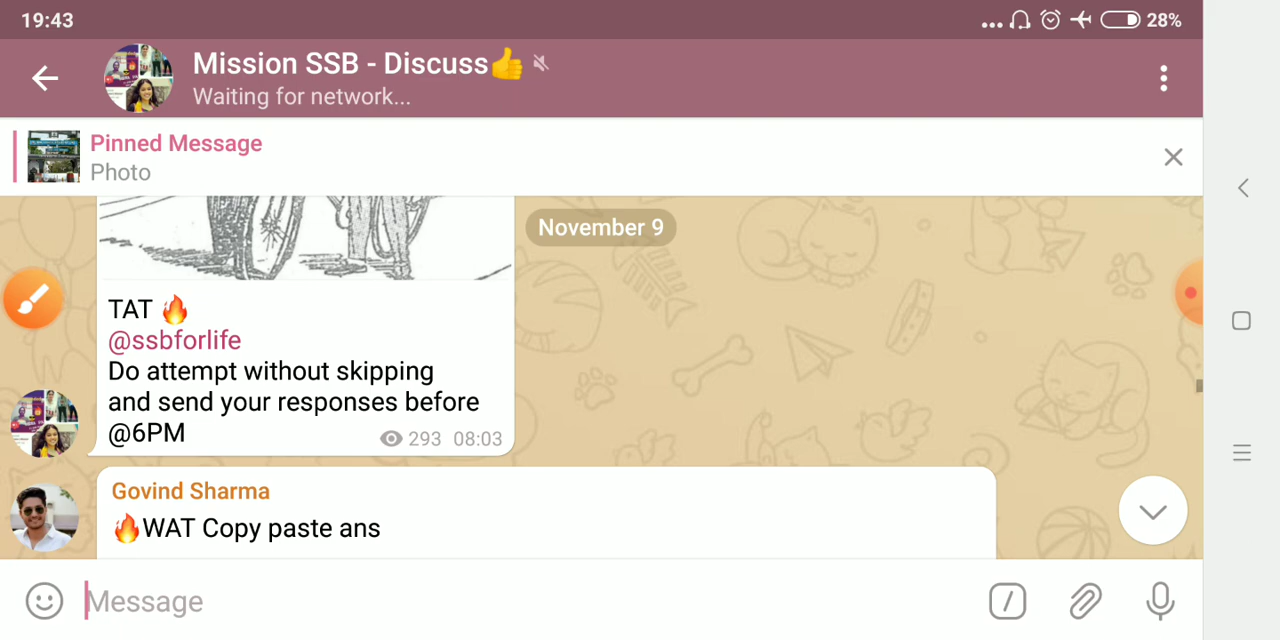 19:43
28%
Mission SSB - Discuss👍
Waiting for network...
Pinned Message
Photo
November 9
TAT 🔥
@ssbforlife
Do attempt without skipping
and send your responses before
@6PM
293 08:03
Govind Sharma
🔥WAT Copy paste ans
Message